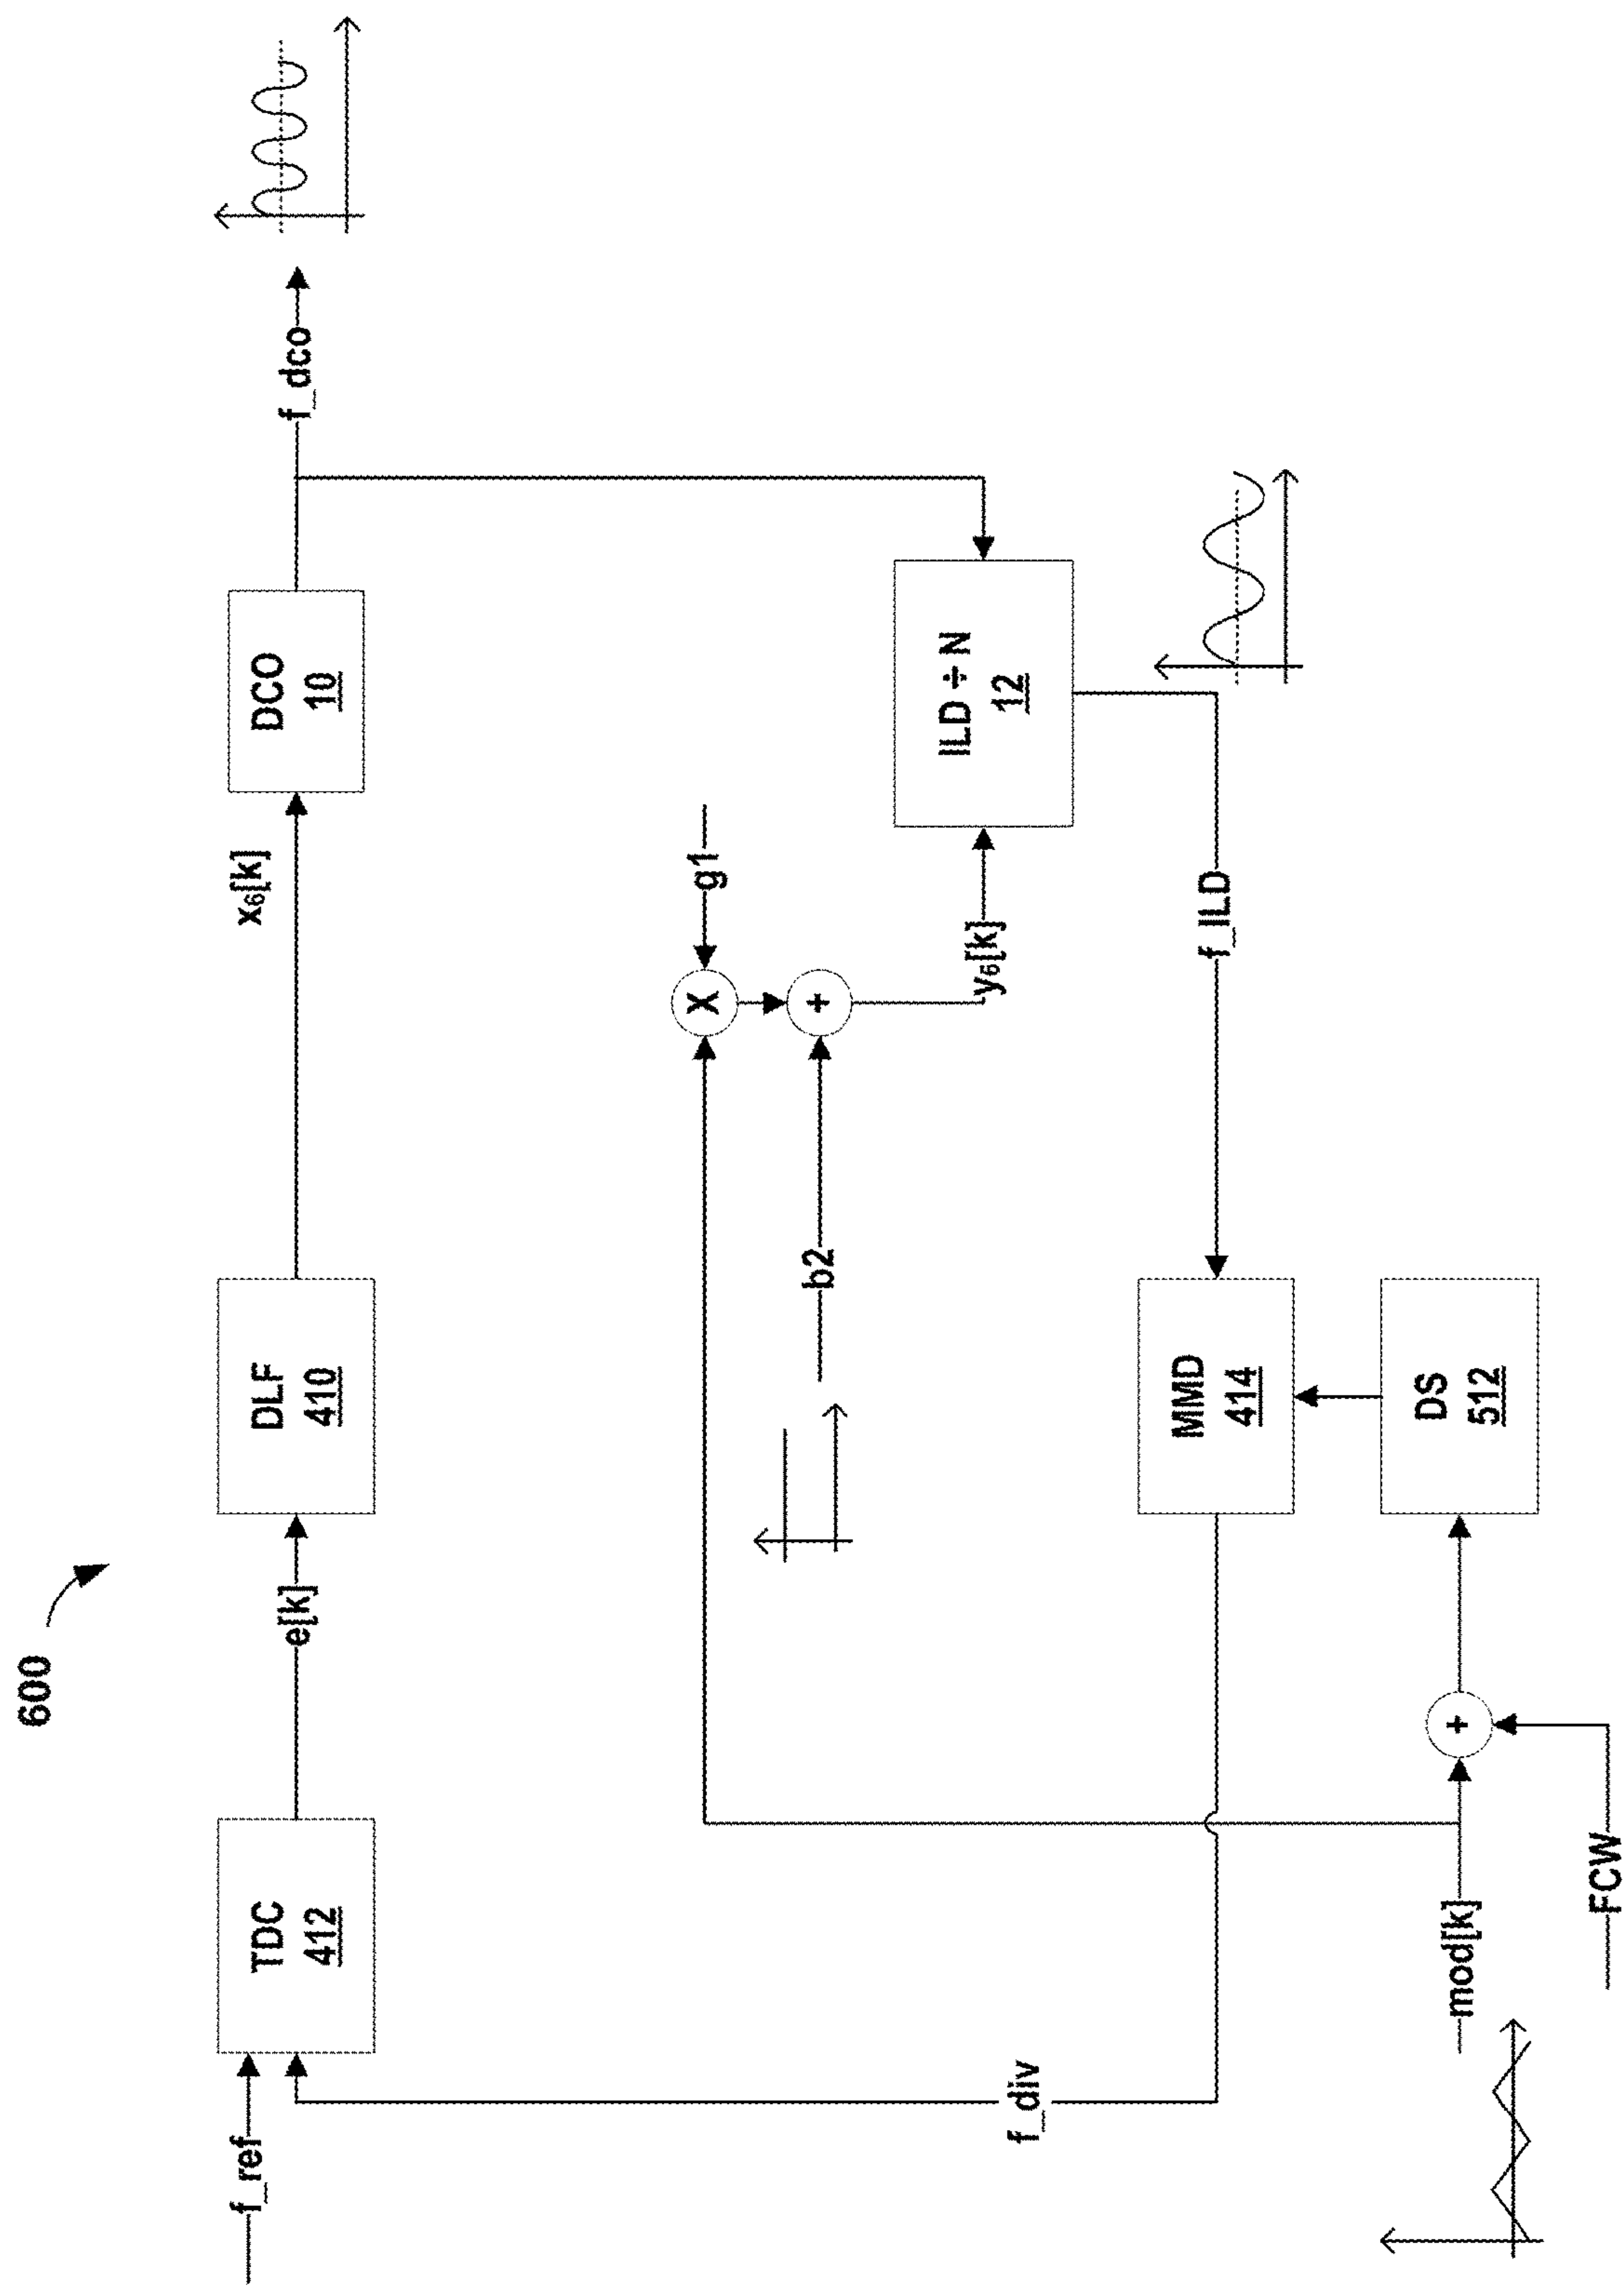 600
f_ref
TDC
412
e[k]
DLF
410
x₆[k]
DCO
10
f_dco
X
g1
b2
+
y₆[k]
ILD ÷ N
12
f_ILD
f_div
MMD
414
DS
512
mod[k]
+
FCW